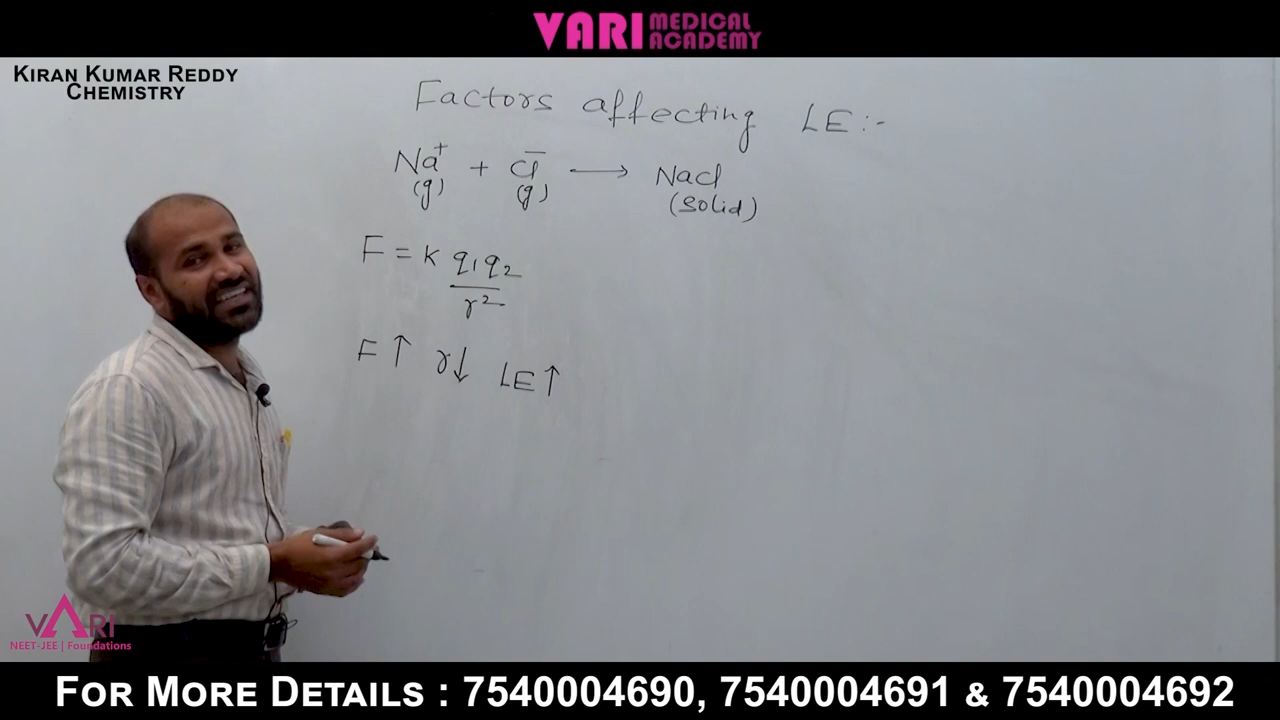 VARI MEDICAL ACADEMY
KIRAN KUMAR REDDY
CHEMISTRY
Factors affecting LE:-
Na⁺ + Cl⁻ ⟶ NaCl
(g) (g) (Solid)
F = K q₁q₂
r²
F↑ r↓ LE↑
VARI
NEET-JEE | Foundations
FOR MORE DETAILS : 7540004690, 7540004691 & 7540004692